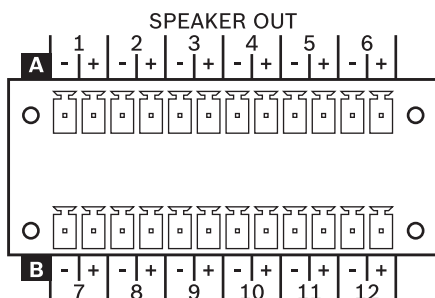 SPEAKER OUT
1 2 3 4 5 6
A - + - + - + - + - + - +
B - + - + - + - + - + - +
7 8 9 10 11 12